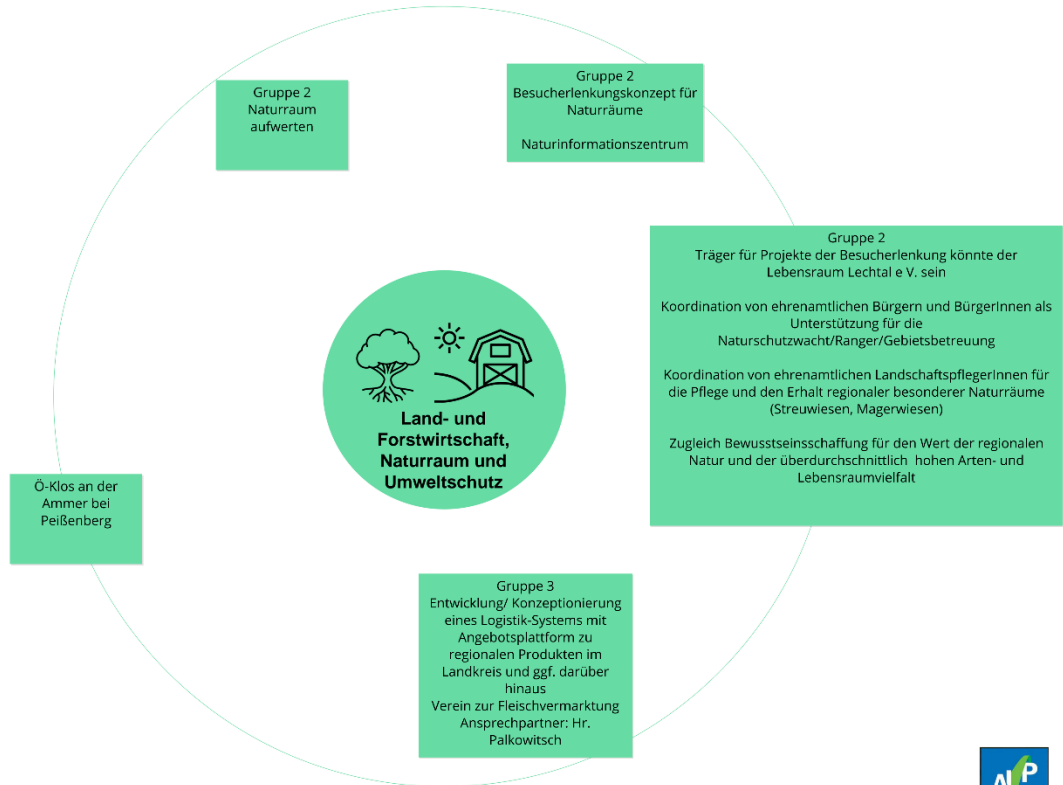 Gruppe 2
Naturraum
aufwerten
Gruppe 2
Besucherlenkungskonzept für
Naturräume
Naturinformationszentrum
Gruppe 2
Träger für Projekte der Besucherlenkung könnte der
Lebensraum Lechtal e V. sein
Koordination von ehrenamtlichen Bürgern und BürgerInnen als
Unterstützung für die
Naturschutzwacht/Ranger/Gebietsbetreuung
Koordination von ehrenamtlichen LandschaftspflegerInnen für
die Pflege und den Erhalt regionaler besonderer Naturräume
(Streuwiesen, Magerwiesen)
Zugleich Bewusstseinsschaffung für den Wert der regionalen
Natur und der überdurchschnittlich hohen Arten- und
Lebensraumvielfalt
Land- und
Forstwirtschaft,
Naturraum und
Umweltschutz
Ö-Klos an der
Ammer bei
Peißenberg
Gruppe 3
Entwicklung/ Konzeptionierung
eines Logistik-Systems mit
Angebotsplattform zu
regionalen Produkten im
Landkreis und ggf. darüber
hinaus
Verein zur Fleischvermarktung
Ansprechpartner: Hr.
Palkowitsch